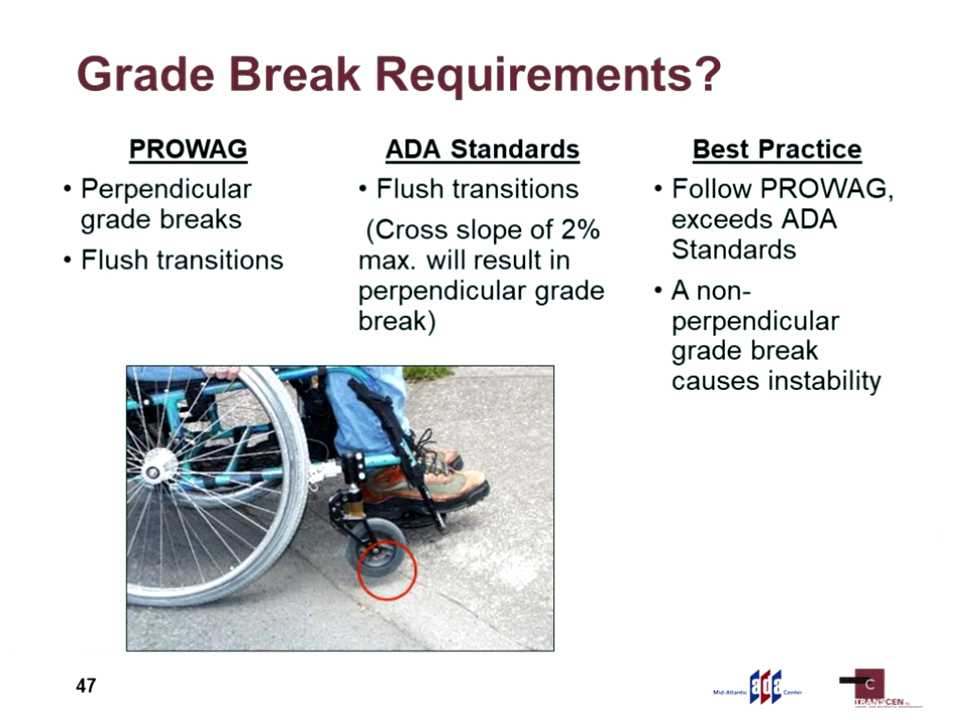 Grade Break Requirements?
PROWAG
• Perpendicular
grade breaks
• Flush transitions
ADA Standards
• Flush transitions
(Cross slope of 2%
max. will result in
perpendicular grade
break)
Best Practice
• Follow PROWAG,
exceeds ADA
Standards
• A non-
perpendicular
grade break
causes instability
47
Mid-Atlantic ada Center
C
TRANSCEN